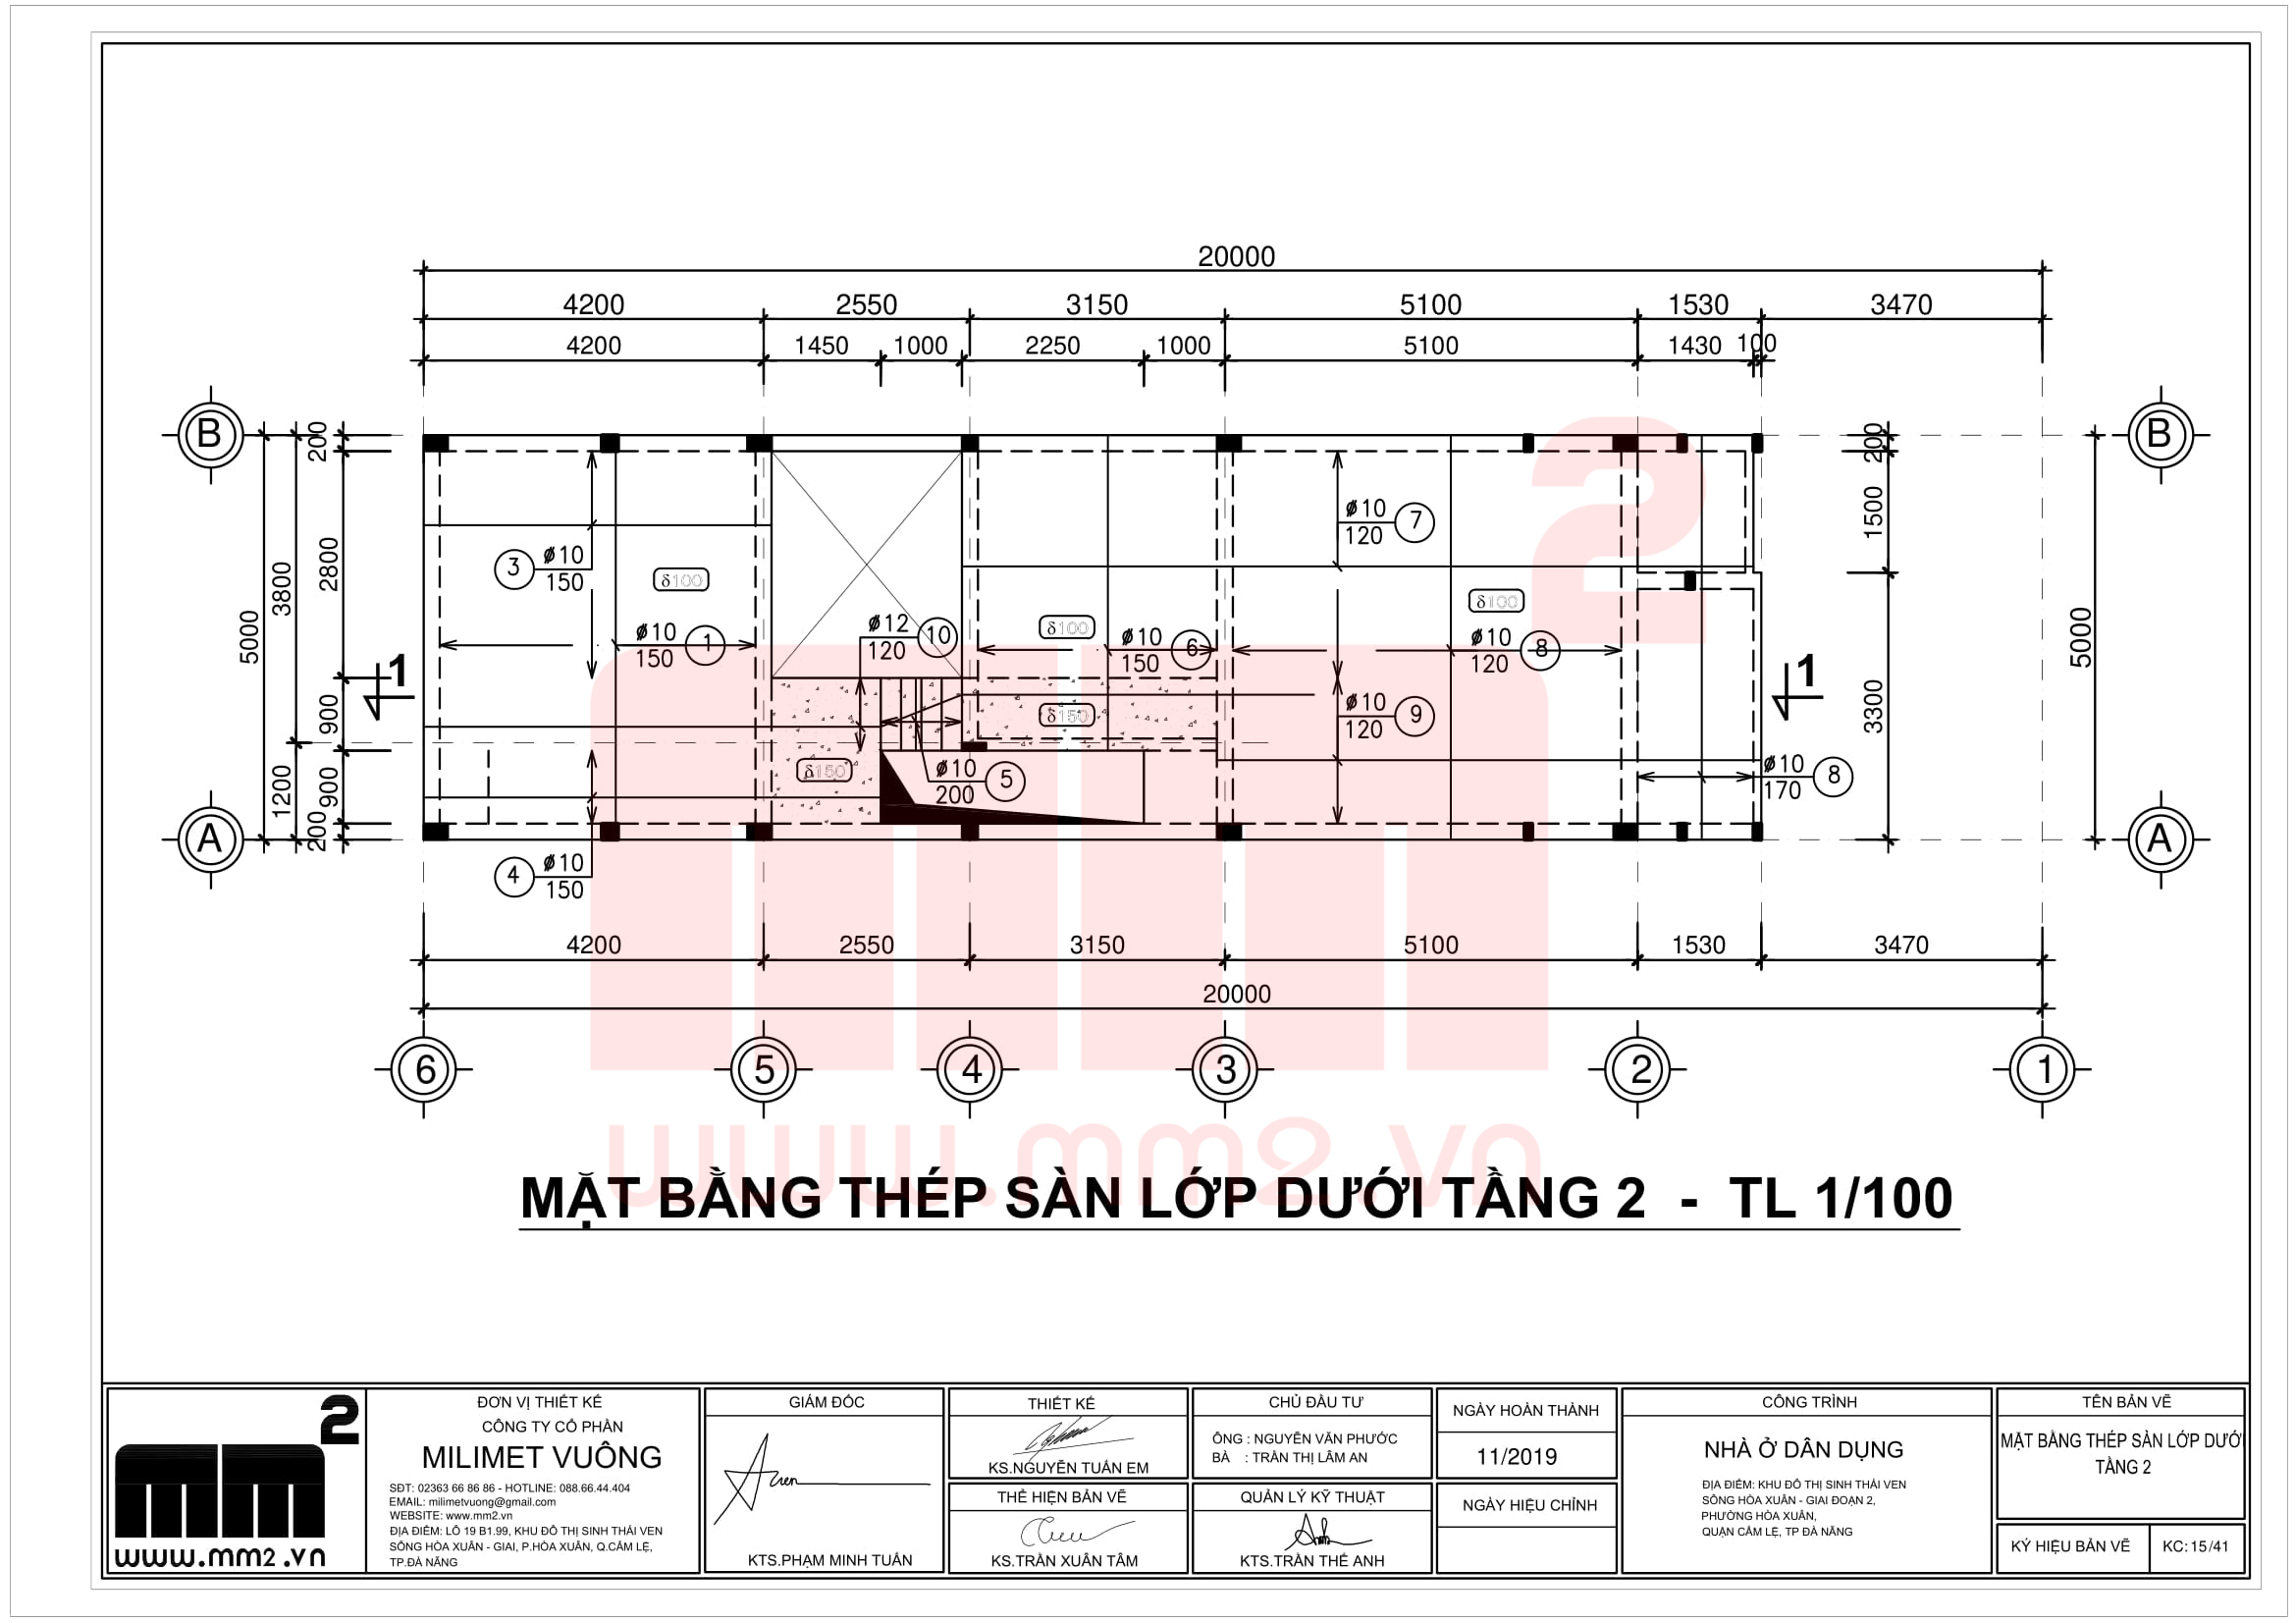 20000
4200 2550 3150 5100 1530 3470
4200 1450 1000 2250 1000 5100 1430 100
B
B
200
200
2800
3800
5000
900
1200
900
200
1500
3300
5000
200
ø10
120
7
3
ø10
150
δ100
δ100
ø12
120
10
δ100
ø10
150
1
ø10
150
6
ø10
120
8
1
1
ø10
120
9
δ150
δ150
ø10
200
5
ø10
170
8
A
A
4
ø10
150
4200 2550 3150 5100 1530 3470
20000
6 5 4 3 2 1
mm2
www.mm2.vn
MẶT BẰNG THÉP SÀN LỚP DƯỚI TẦNG 2 - TL 1/100
mm2
www.mm2.vn
ĐƠN VỊ THIẾT KẾ
CÔNG TY CỔ PHẦN
MILIMET VUÔNG
SĐT: 02363 66 86 86 - HOTLINE: 088.66.44.404
EMAIL: milimetvuong@gmail.com
WEBSITE: www.mm2.vn
ĐỊA ĐIỂM: LÔ 19 B1.99, KHU ĐÔ THỊ SINH THÁI VEN
SÔNG HÒA XUÂN - GIAI, P.HÒA XUÂN, Q.CẨM LỆ,
TP.ĐÀ NẴNG
GIÁM ĐỐC
KTS.PHẠM MINH TUẤN
THIẾT KẾ
KS.NGUYỄN TUẤN EM
THỂ HIỆN BẢN VẼ
KS.TRẦN XUÂN TÂM
CHỦ ĐẦU TƯ
ÔNG : NGUYỄN VĂN PHƯỚC
BÀ : TRẦN THỊ LÂM AN
QUẢN LÝ KỸ THUẬT
KTS.TRẦN THẾ ANH
NGÀY HOÀN THÀNH
11/2019
NGÀY HIỆU CHỈNH
CÔNG TRÌNH
NHÀ Ở DÂN DỤNG
ĐỊA ĐIỂM: KHU ĐÔ THỊ SINH THÁI VEN
SÔNG HÒA XUÂN - GIAI ĐOẠN 2,
PHƯỜNG HÒA XUÂN,
QUẬN CẨM LỆ, TP ĐÀ NẴNG
TÊN BẢN VẼ
MẶT BẰNG THÉP SÀN LỚP DƯỚI
TẦNG 2
KÝ HIỆU BẢN VẼ
KC: 15/41